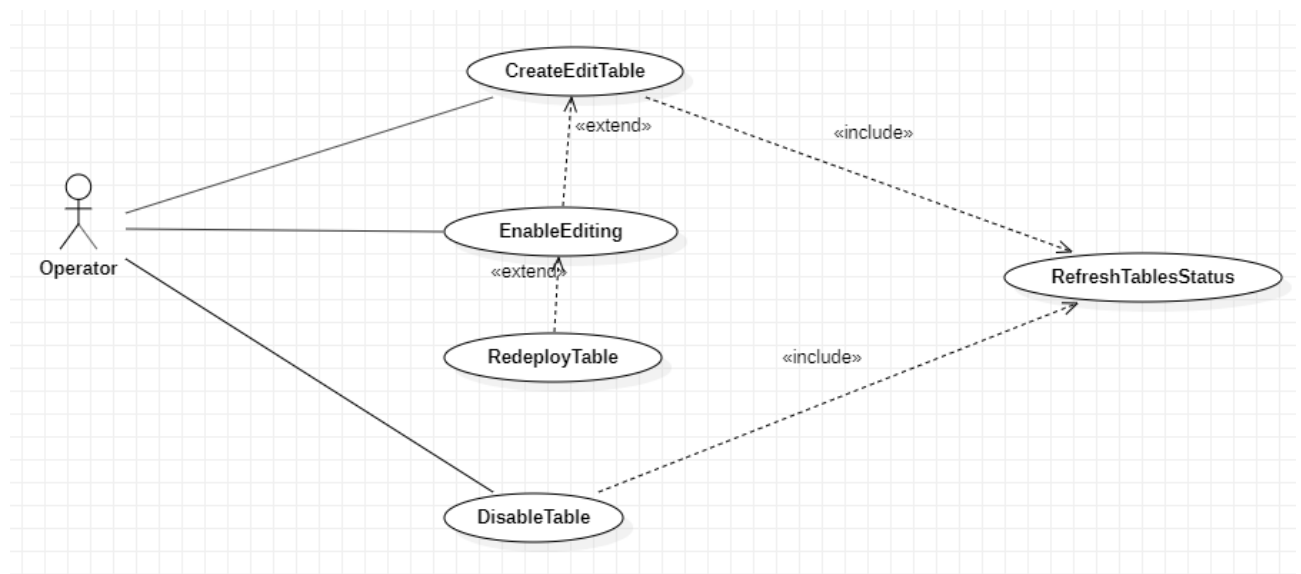 CreateEditTable
«extend»
«include»
EnableEditing
Operator
«extend»
RefreshTablesStatus
RedeployTable
«include»
DisableTable